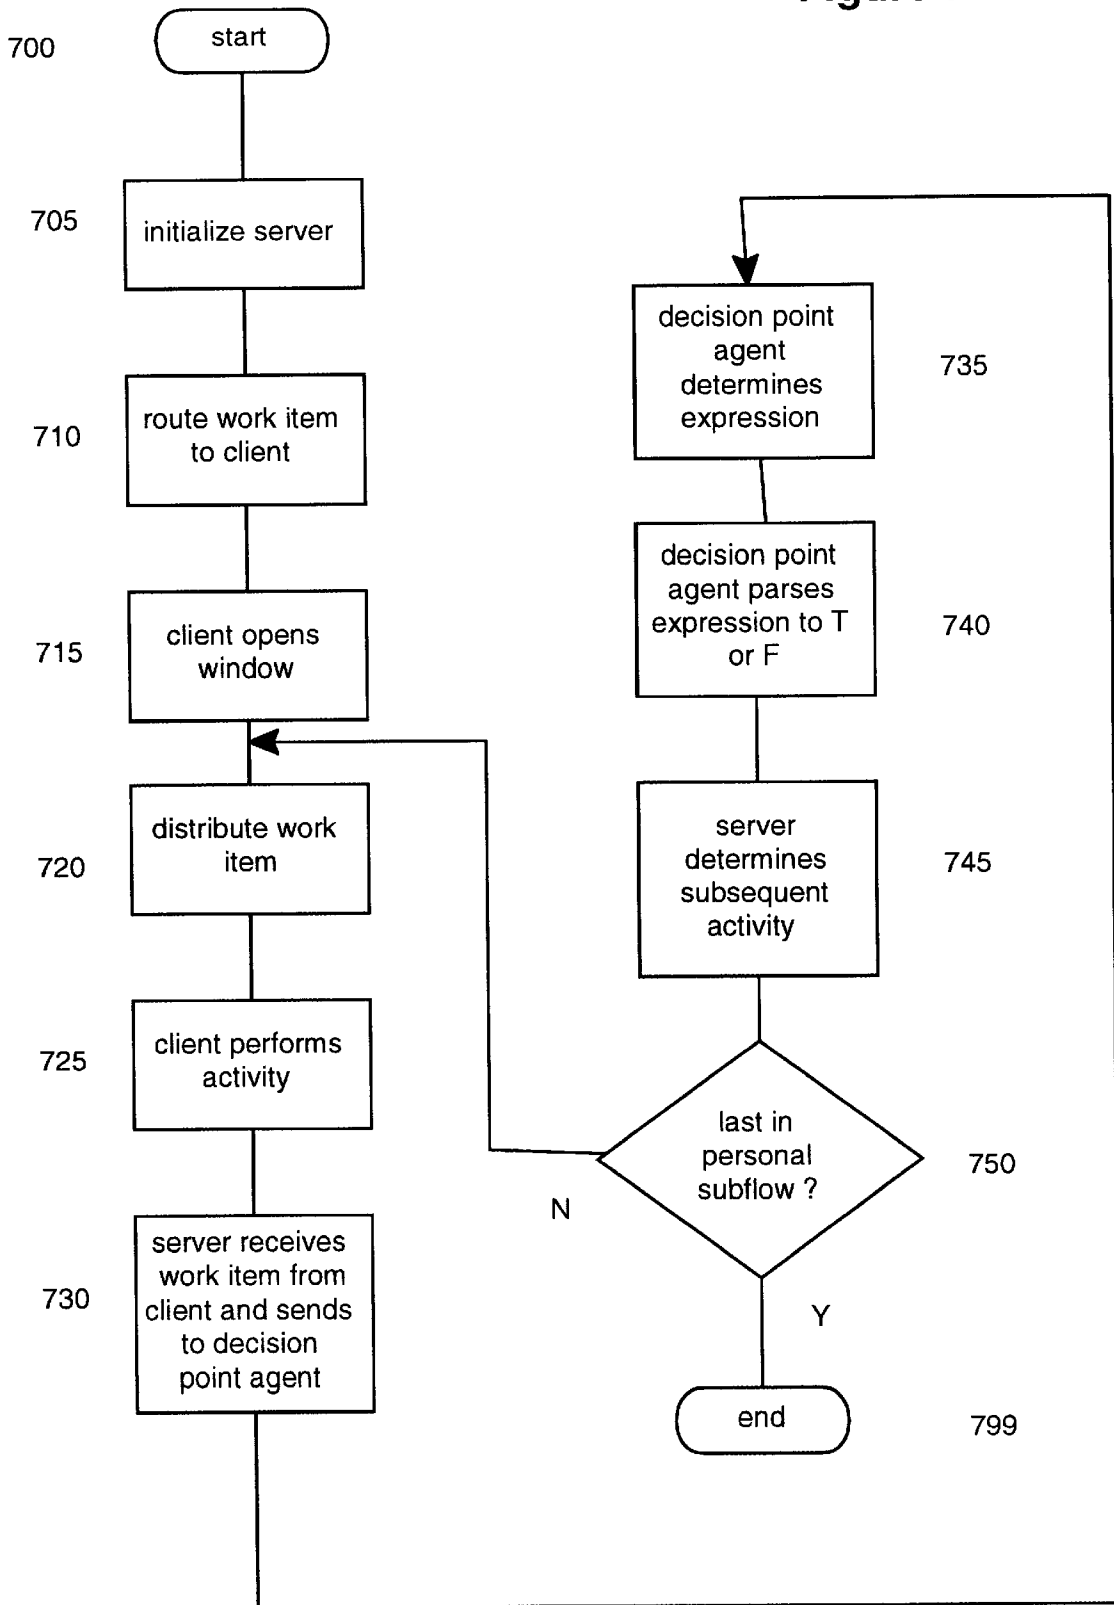 700
start
705
initialize server
710
route work item
to client
715
client opens
window
720
distribute work
item
725
client performs
activity
730
server receives
work item from
client and sends
to decision
point agent
decision point
agent
determines
expression
735
decision point
agent parses
expression to T
or F
740
server
determines
subsequent
activity
745
last in
personal
subflow ?
750
N
Y
end
799